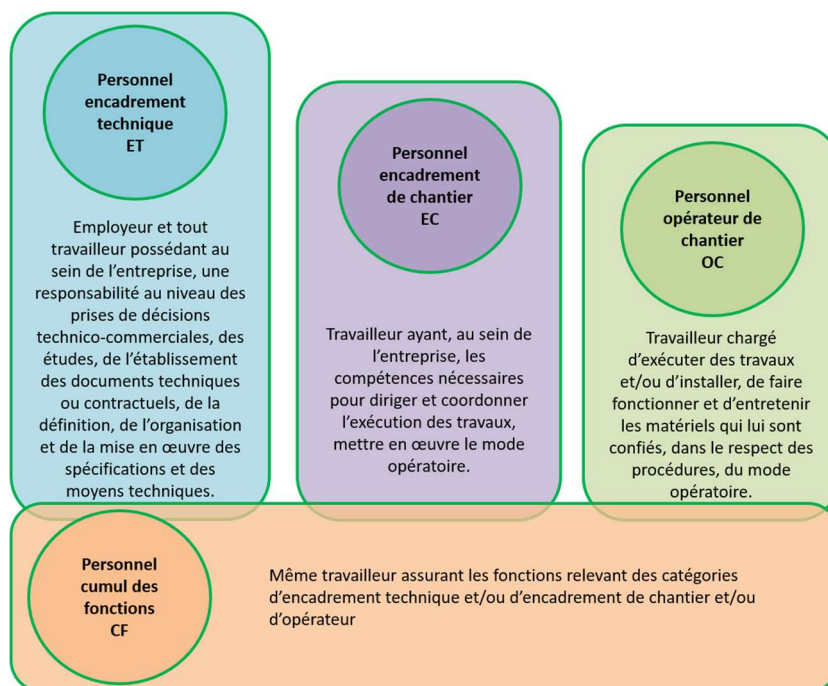 Personnel
encadrement
technique
ET
Employeur et tout
travailleur possédant au
sein de l’entreprise, une
responsabilité au niveau des
prises de décisions
technico-commerciales, des
études, de l’établissement
des documents techniques
ou contractuels, de la
définition, de l’organisation
et de la mise en œuvre des
spécifications et des
moyens techniques.
Personnel
encadrement
de chantier
EC
Travailleur ayant, au sein de
l’entreprise, les
compétences nécessaires
pour diriger et coordonner
l’exécution des travaux,
mettre en œuvre le mode
opératoire.
Personnel
opérateur de
chantier
OC
Travailleur chargé
d’exécuter des travaux
et/ou d’installer, de faire
fonctionner et d’entretenir
les matériels qui lui sont
confiés, dans le respect des
procédures, du mode
opératoire.
Personnel
cumul des
fonctions
CF
Même travailleur assurant les fonctions relevant des catégories
d’encadrement technique et/ou d’encadrement de chantier et/ou
d’opérateur